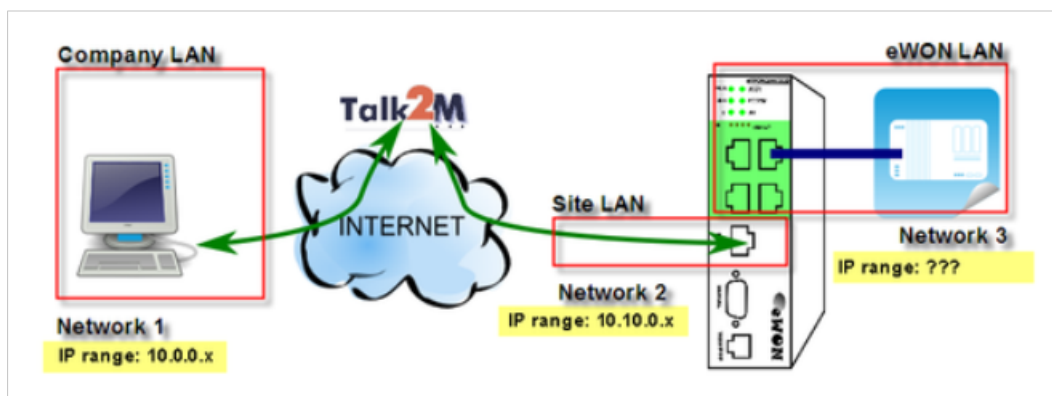 Company LAN
eWON LAN
Talk2M
INTERNET
Site LAN
Network 1
IP range: 10.0.0.x
Network 2
IP range: 10.10.0.x
Network 3
IP range: ???
eWON